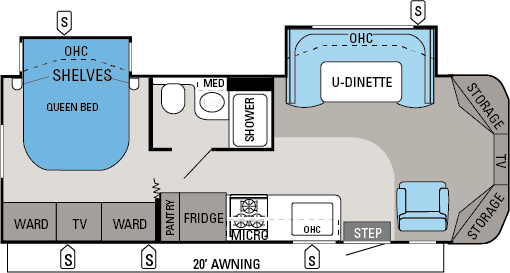 S
S
OHC
SHELVES
QUEEN BED
MED
SHOWER
OHC
U-DINETTE
STORAGE
TV
STORAGE
WARD
TV
WARD
PANTRY
FRIDGE
MICRO
OHC
STEP
S
S
S
20' AWNING